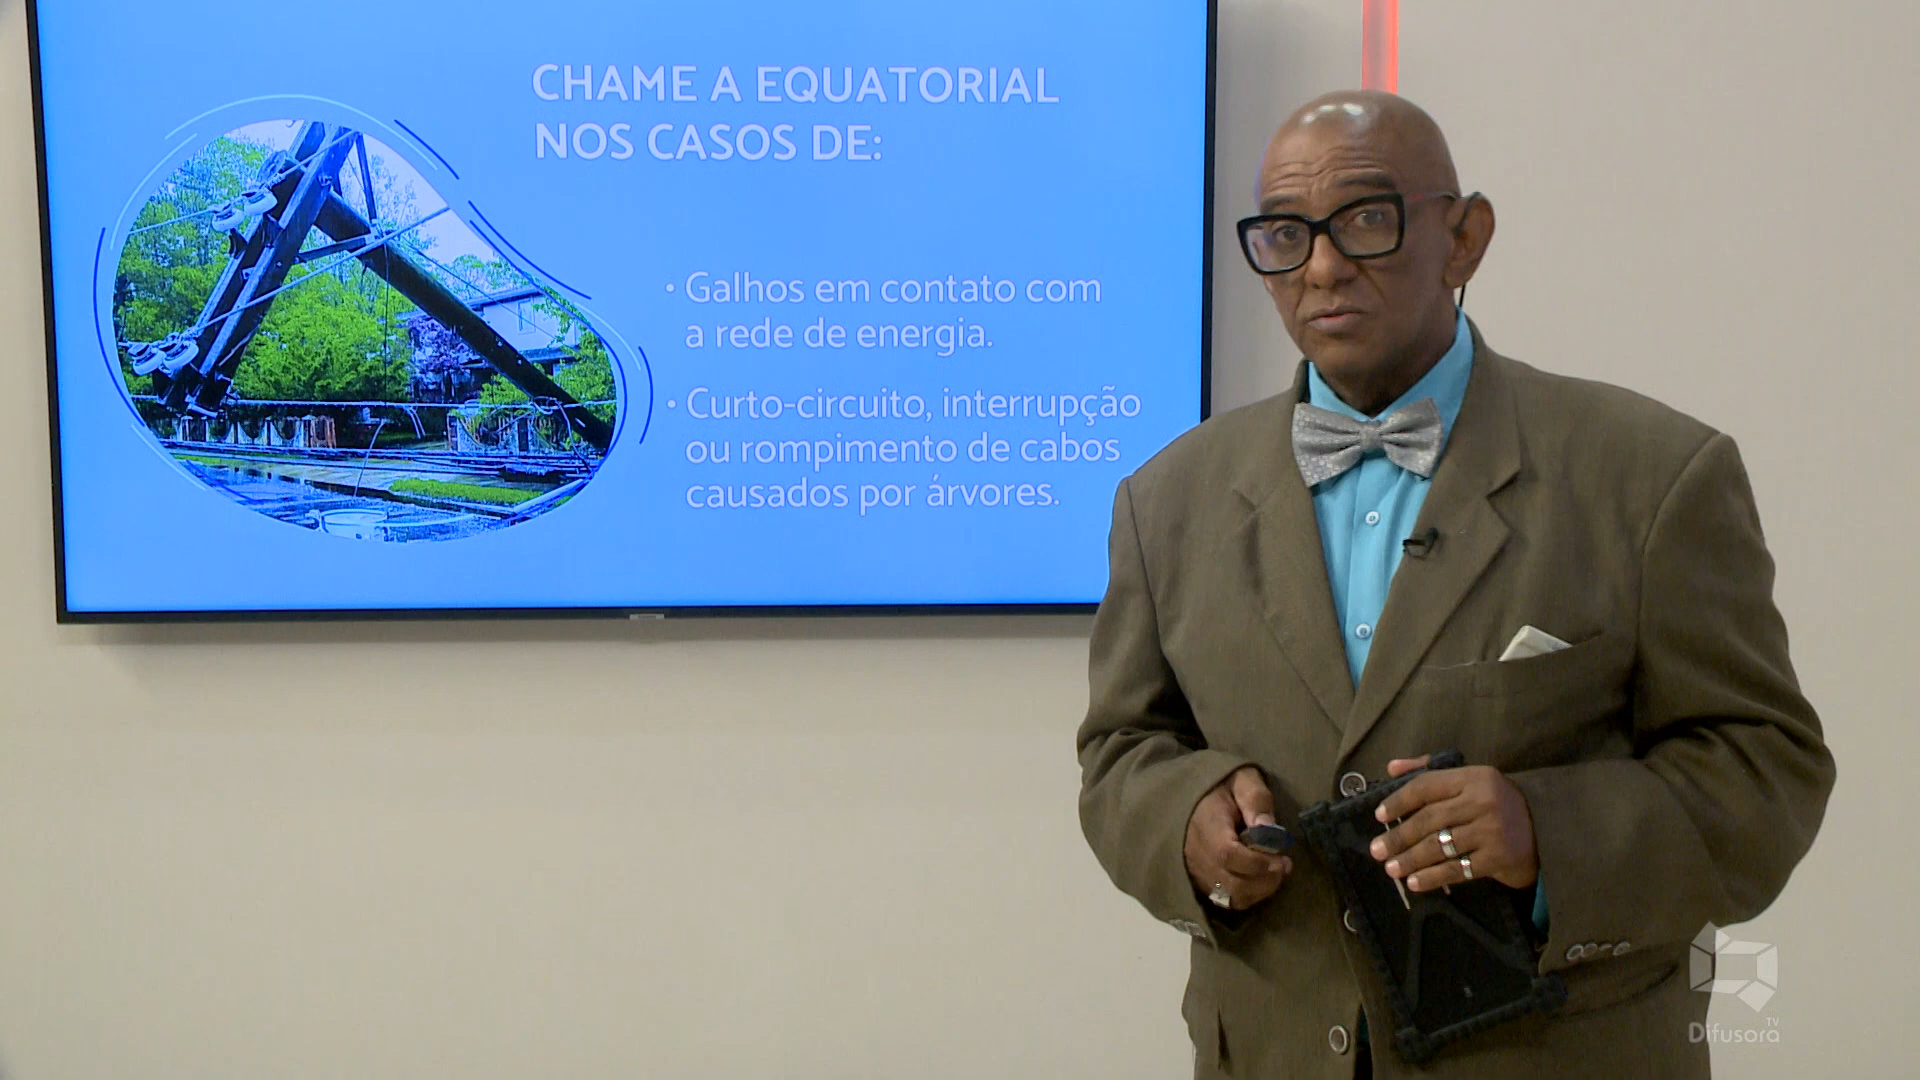 CHAME A EQUATORIAL
NOS CASOS DE:
• Galhos em contato com
a rede de energia.
• Curto-circuito, interrupção
ou rompimento de cabos
causados por árvores.
TV
Difusora